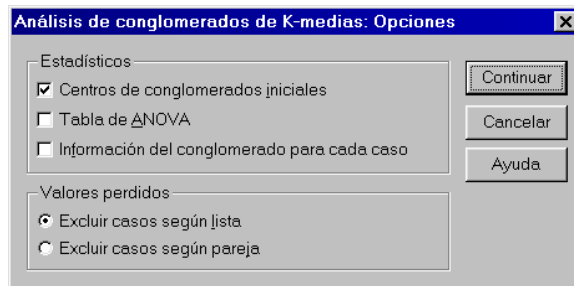 Análisis de conglomerados de K-medias: Opciones
Estadísticos
Centros de conglomerados iniciales
Tabla de ANOVA
Información del conglomerado para cada caso
Valores perdidos
Excluir casos según lista
Excluir casos según pareja
Continuar
Cancelar
Ayuda